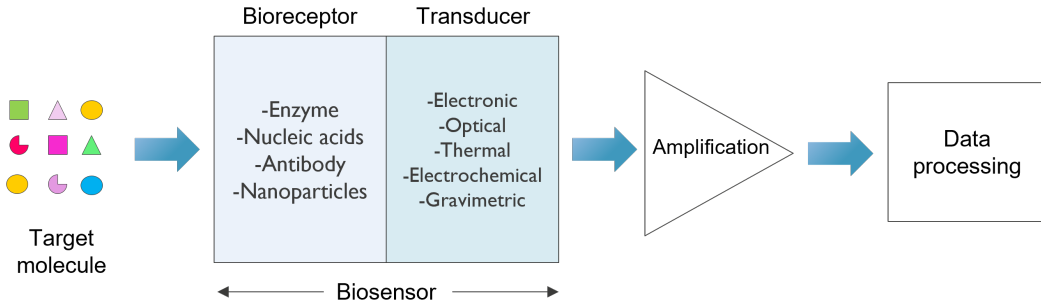 Bioreceptor
Transducer
-Enzyme
-Nucleic acids
-Antibody
-Nanoparticles
-Electronic
-Optical
-Thermal
-Electrochemical
-Gravimetric
Amplification
Data
processing
Target
molecule
Biosensor